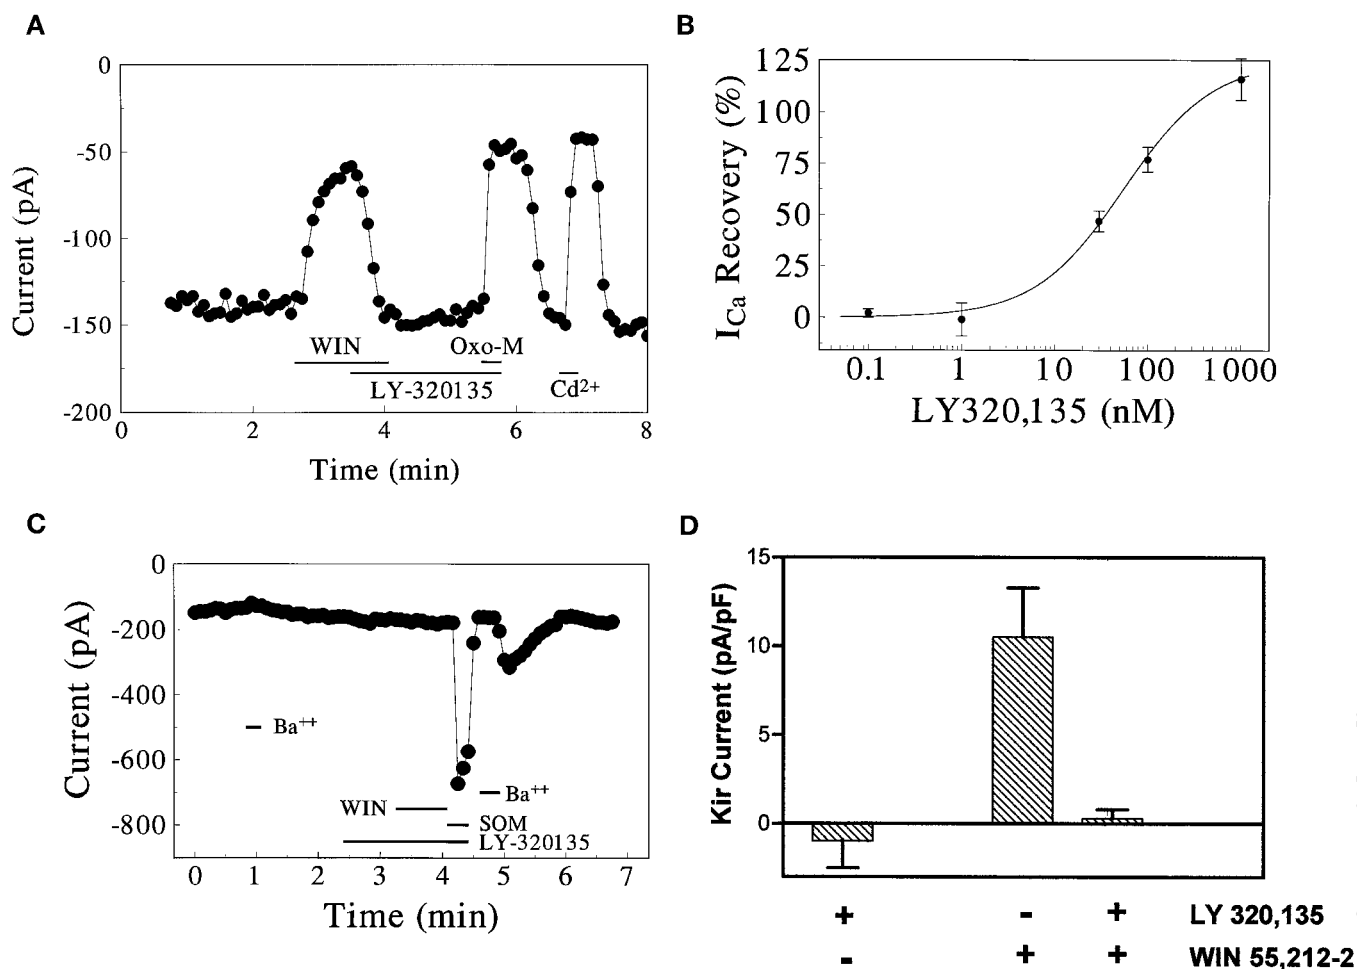 A
0
-50
-100
-150
-200
Current (pA)
WIN
Oxo-M
LY-320135
Cd2+
0 2 4 6 8
Time (min)
B
125
100
75
50
25
0
ICa Recovery (%)
0.1 1 10 100 1000
LY320,135 (nM)
C
0
-200
-400
-600
-800
Current (pA)
Ba++
WIN
Ba++
SOM
LY-320135
0 1 2 3 4 5 6 7
Time (min)
D
15
10
5
0
Kir Current (pA/pF)
+ - + LY 320,135
- + + WIN 55,212-2